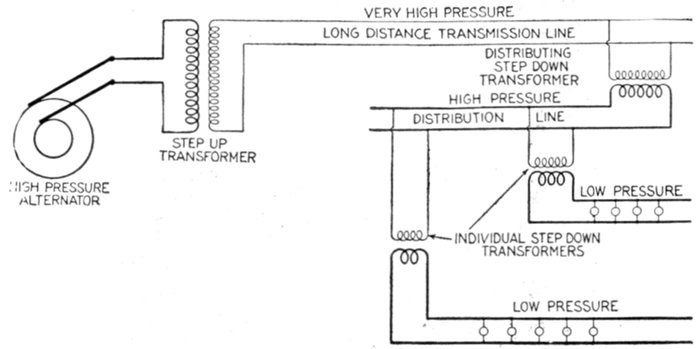 VERY HIGH PRESSURE
LONG DISTANCE TRANSMISSION LINE
DISTRIBUTING
STEP DOWN
TRANSFORMER
HIGH PRESSURE
DISTRIBUTION LINE
STEP UP
TRANSFORMER
HIGH PRESSURE
ALTERNATOR
LOW PRESSURE
INDIVIDUAL STEP DOWN
TRANSFORMERS
LOW PRESSURE